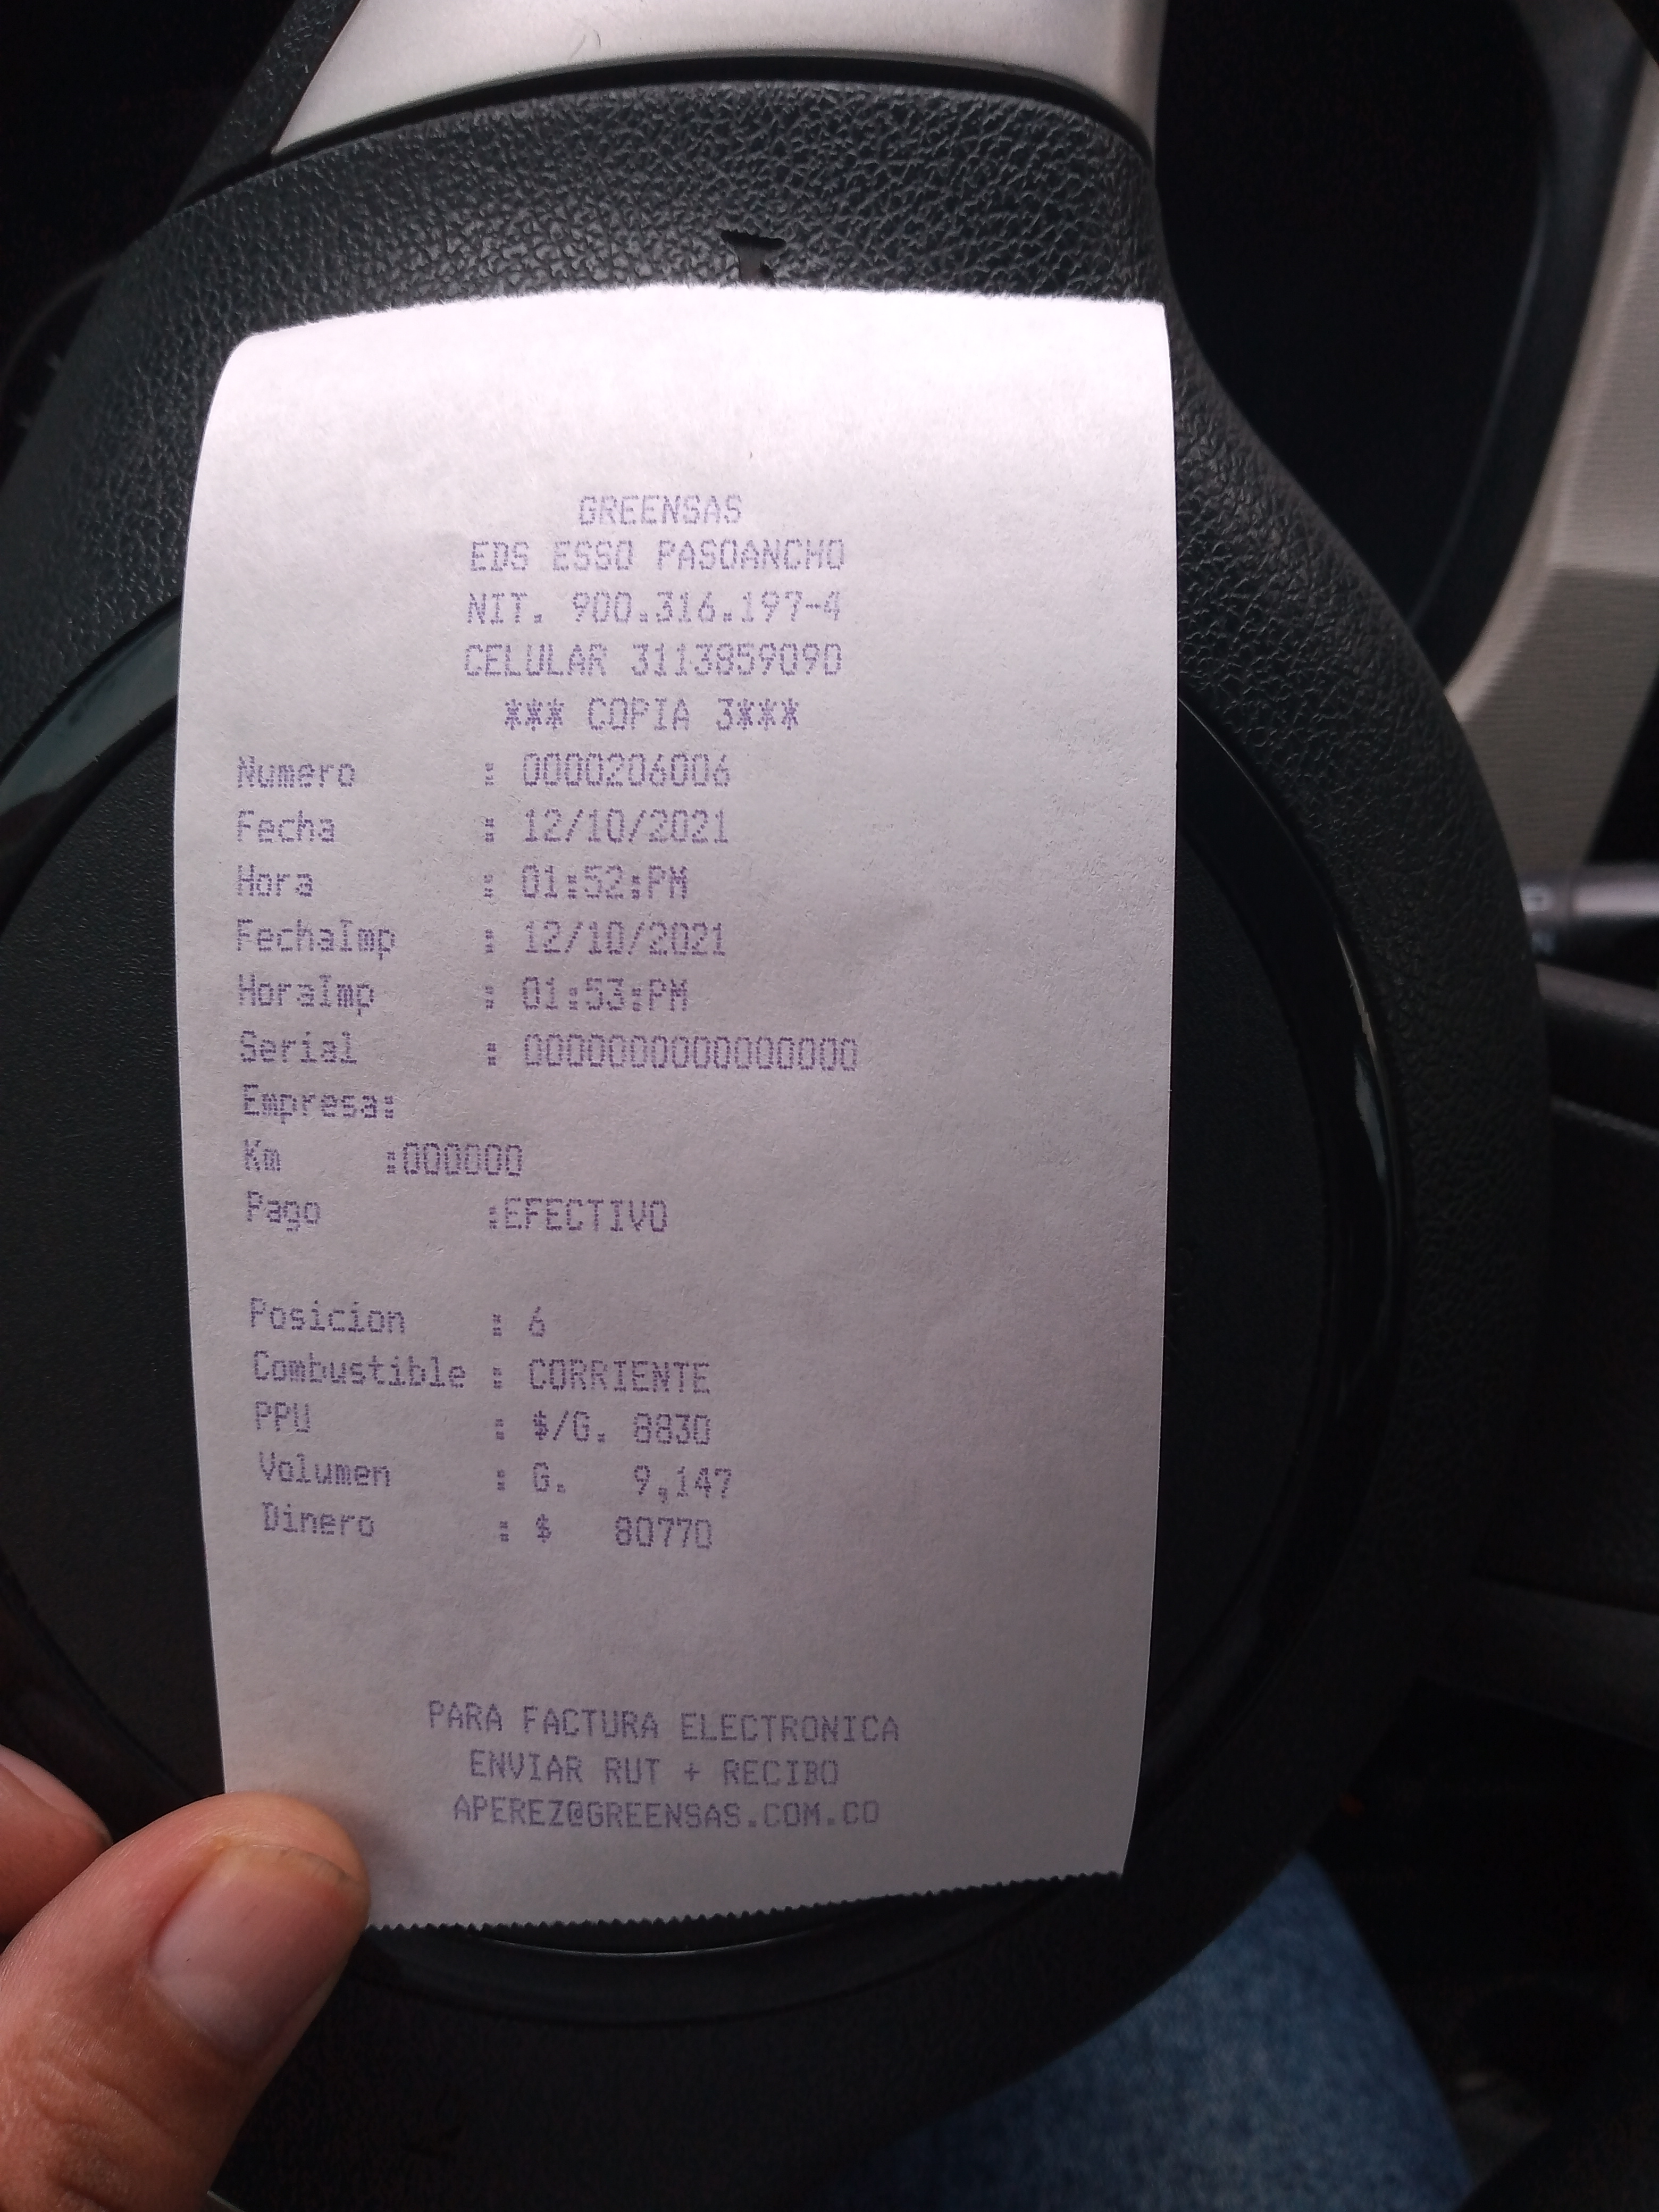 GREENSAS
EDS ESSO PASOANCHO
NIT. 900.316.197-4
CELULAR 3113859090
*** COPIA 3***
Numero : 0000206006
Fecha : 12/10/2021
Hora : 01:52:PM
FechaImp : 12/10/2021
HoraImp : 01:53:PM
Serial : 0000000000000000
Empresa:
Km :000000
Pago :EFECTIVO
Posicion : 6
Combustible : CORRIENTE
PPU : $/G. 8830
Volumen : G. 9,147
Dinero : $ 80770
PARA FACTURA ELECTRONICA
ENVIAR RUT + RECIBO
APEREZ@GREENSAS.COM.CO